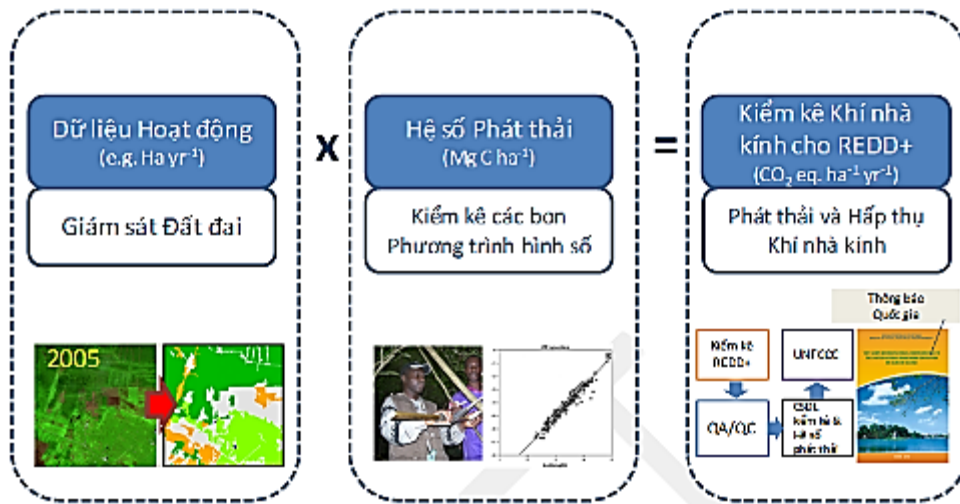 Dữ liệu Hoạt động
(e.g. Ha yr⁻¹)
Giám sát Đất đai
2005
x
Hệ số Phát thải
(Mg C ha⁻¹)
Kiểm kê các bon
Phương trình hình số
=
Kiểm kê Khí nhà
kính cho REDD+
(CO₂ eq. ha⁻¹ yr⁻¹)
Phát thải và Hấp thụ
Khí nhà kính
Thông báo
Quốc gia
Kiểm kê
REDD+
UNFCCC
QA/QC
CSDL
kiểm kê &
hệ số
phát thải